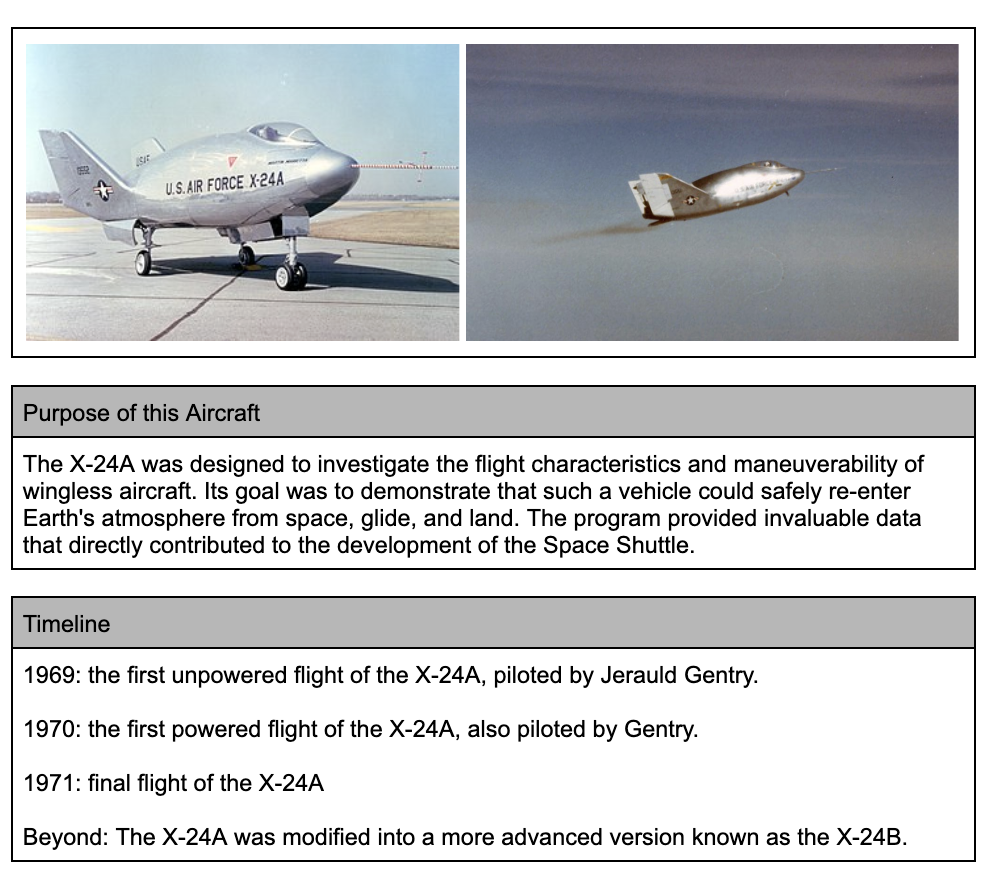 USAF
U.S. AIR FORCE X-24A
Purpose of this Aircraft
The X-24A was designed to investigate the flight characteristics and maneuverability of
wingless aircraft. Its goal was to demonstrate that such a vehicle could safely re-enter
Earth's atmosphere from space, glide, and land. The program provided invaluable data
that directly contributed to the development of the Space Shuttle.
Timeline
1969: the first unpowered flight of the X-24A, piloted by Jerauld Gentry.
1970: the first powered flight of the X-24A, also piloted by Gentry.
1971: final flight of the X-24A
Beyond: The X-24A was modified into a more advanced version known as the X-24B.